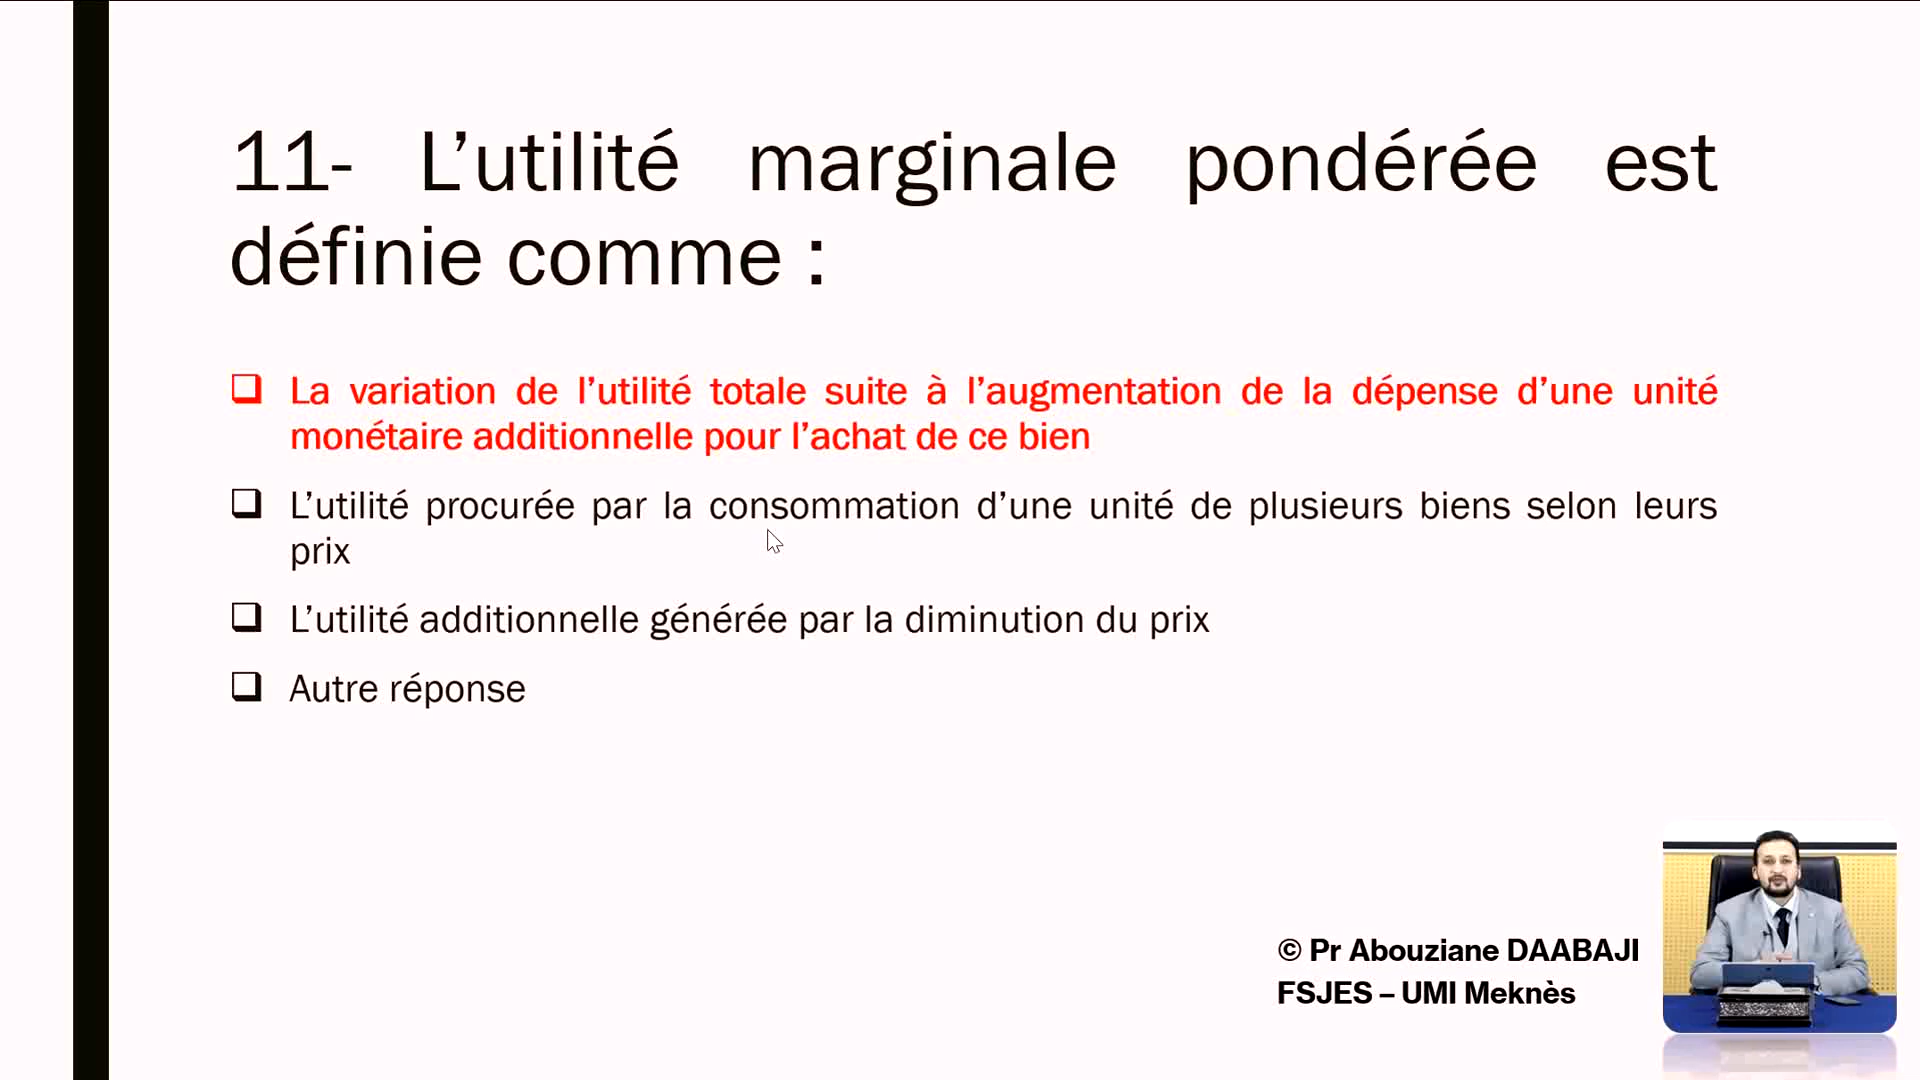 11- L’utilité marginale pondérée est
définie comme :
❑ La variation de l’utilité totale suite à l’augmentation de la dépense d’une unité
monétaire additionnelle pour l’achat de ce bien
❑ L’utilité procurée par la consommation d’une unité de plusieurs biens selon leurs
prix
❑ L’utilité additionnelle générée par la diminution du prix
❑ Autre réponse
© Pr Abouziane DAABAJI
FSJES – UMI Meknès